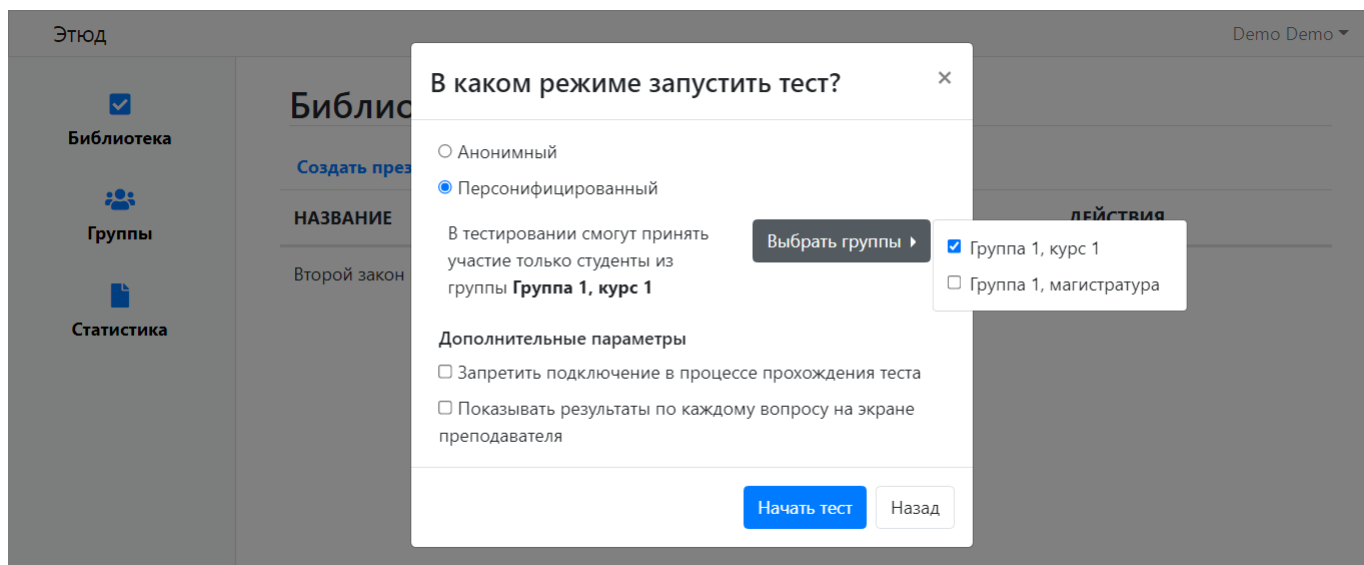 Этюд
Demo Demo
Библиотека
Группы
Статистика
Библио
Создать през
НАЗВАНИЕ
ДЕЙСТВИЯ
Второй закон
В каком режиме запустить тест?
×
Анонимный
Персонифицированный
В тестировании смогут принять
участие только студенты из
группы Группа 1, курс 1
Выбрать группы
Группа 1, курс 1
Группа 1, магистратура
Дополнительные параметры
Запретить подключение в процессе прохождения теста
Показывать результаты по каждому вопросу на экране
преподавателя
Начать тест
Назад